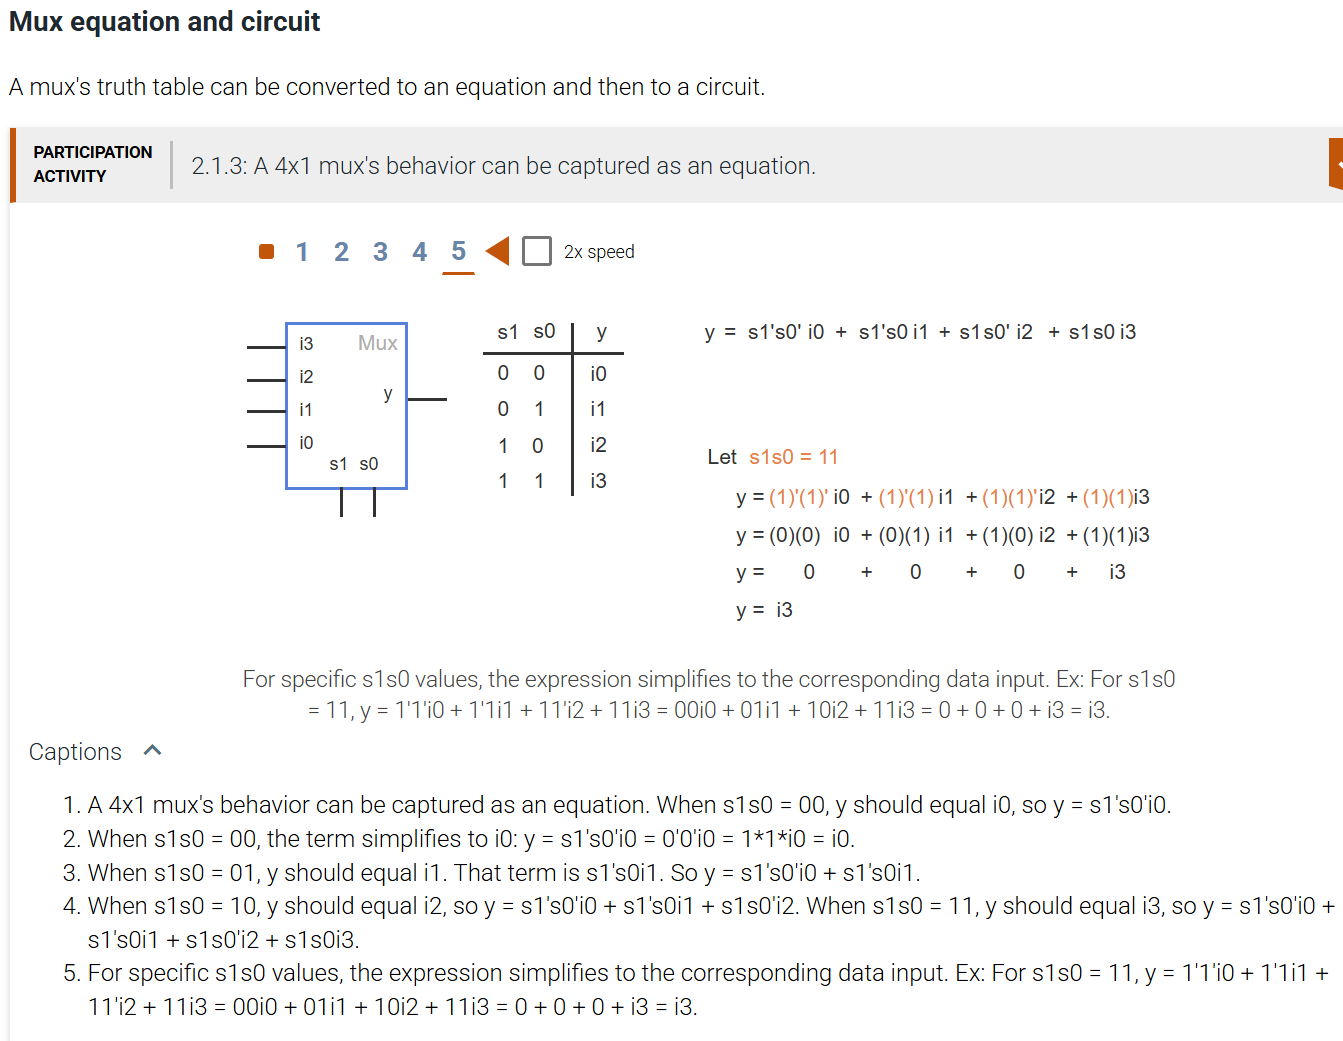 Mux equation and circuit
A mux's truth table can be converted to an equation and then to a circuit.
PARTICIPATION
ACTIVITY
2.1.3: A 4x1 mux's behavior can be captured as an equation.
1 2 3 4 5 2x speed
i3 Mux
i2
y
i1
i0
s1 s0
s1 s0 y
0 0 i0
0 1 i1
1 0 i2
1 1 i3
y = s1's0' i0 + s1's0 i1 + s1s0' i2 + s1s0 i3
Let s1s0 = 11
y = (1)'(1)' i0 + (1)'(1) i1 + (1)(1)'i2 + (1)(1)i3
y = (0)(0) i0 + (0)(1) i1 + (1)(0) i2 + (1)(1)i3
y = 0 + 0 + 0 + i3
y = i3
For specific s1s0 values, the expression simplifies to the corresponding data input. Ex: For s1s0
= 11, y = 1'1'i0 + 1'1i1 + 11'i2 + 11i3 = 00i0 + 01i1 + 10i2 + 11i3 = 0 + 0 + 0 + i3 = i3.
Captions
1. A 4x1 mux's behavior can be captured as an equation. When s1s0 = 00, y should equal i0, so y = s1's0'i0.
2. When s1s0 = 00, the term simplifies to i0: y = s1's0'i0 = 0'0'i0 = 1*1*i0 = i0.
3. When s1s0 = 01, y should equal i1. That term is s1's0i1. So y = s1's0'i0 + s1's0i1.
4. When s1s0 = 10, y should equal i2, so y = s1's0'i0 + s1's0i1 + s1s0'i2. When s1s0 = 11, y should equal i3, so y = s1's0'i0 +
s1's0i1 + s1s0'i2 + s1s0i3.
5. For specific s1s0 values, the expression simplifies to the corresponding data input. Ex: For s1s0 = 11, y = 1'1'i0 + 1'1i1 +
11'i2 + 11i3 = 00i0 + 01i1 + 10i2 + 11i3 = 0 + 0 + 0 + i3 = i3.